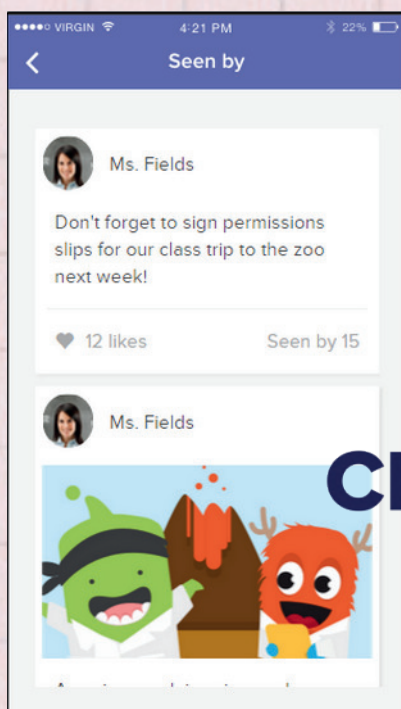 VIRGIN 4:21 PM 22%
Seen by
Ms. Fields
Don't forget to sign permissions
slips for our class trip to the zoo
next week!
12 likes Seen by 15
Ms. Fields